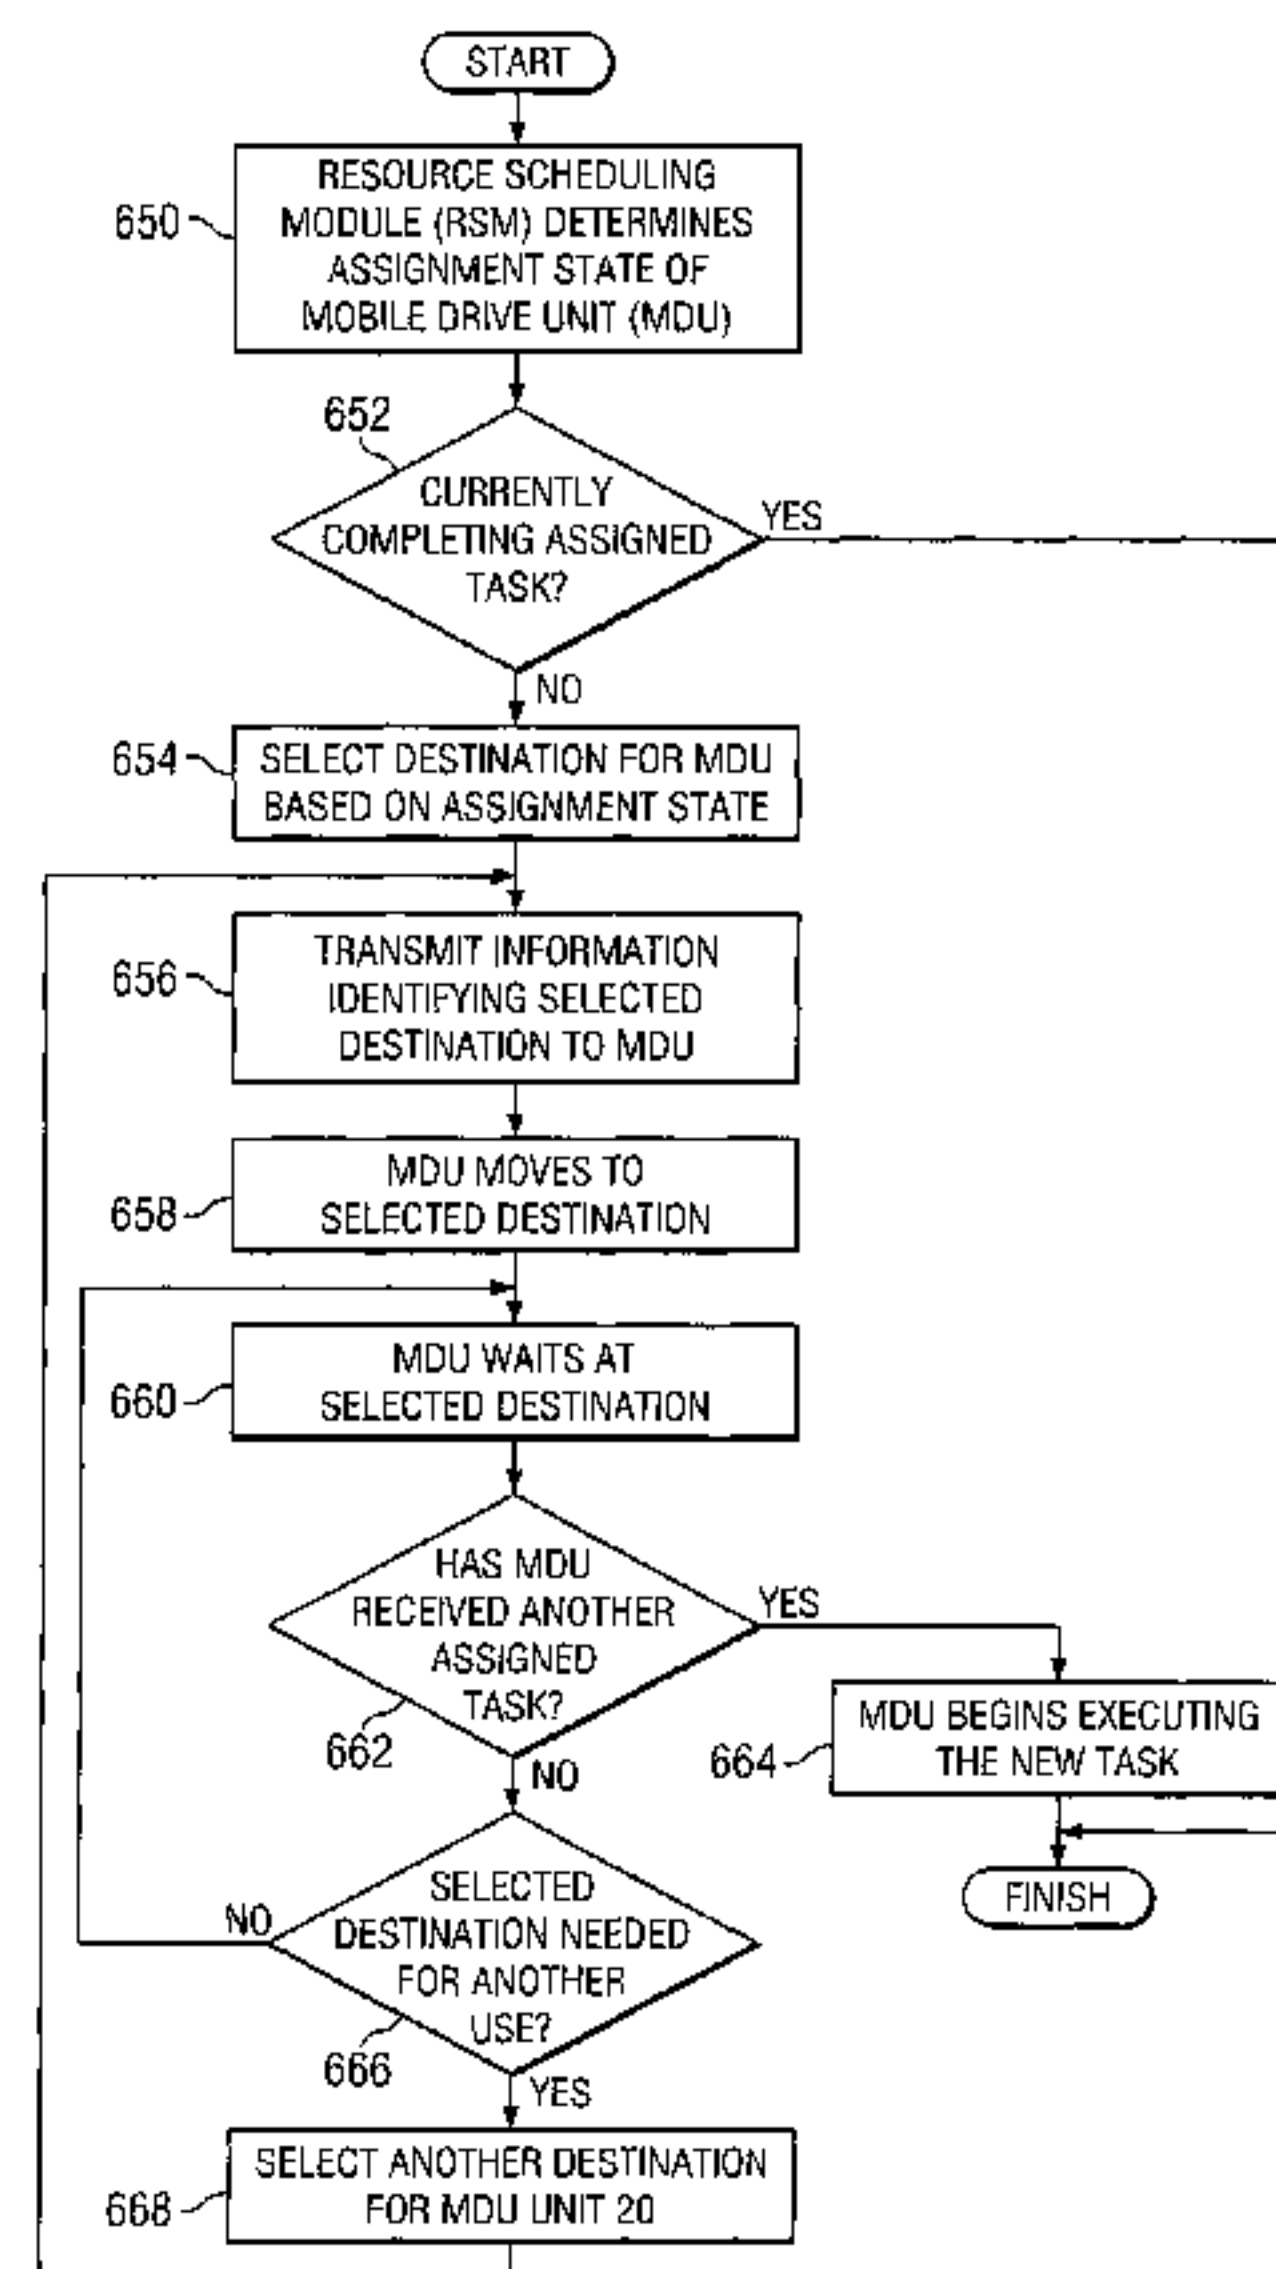 START
650
RESOURCE SCHEDULING
MODULE (RSM) DETERMINES
ASSIGNMENT STATE OF
MOBILE DRIVE UNIT (MDU)
652
CURRENTLY
COMPLETING ASSIGNED
TASK?
YES
NO
654
SELECT DESTINATION FOR MDU
BASED ON ASSIGNMENT STATE
656
TRANSMIT INFORMATION
IDENTIFYING SELECTED
DESTINATION TO MDU
658
MDU MOVES TO
SELECTED DESTINATION
660
MDU WAITS AT
SELECTED DESTINATION
HAS MDU
RECEIVED ANOTHER
ASSIGNED
TASK?
662
YES
NO
664
MDU BEGINS EXECUTING
THE NEW TASK
FINISH
SELECTED
DESTINATION NEEDED
FOR ANOTHER
USE?
666
NO
YES
668
SELECT ANOTHER DESTINATION
FOR MDU UNIT 20